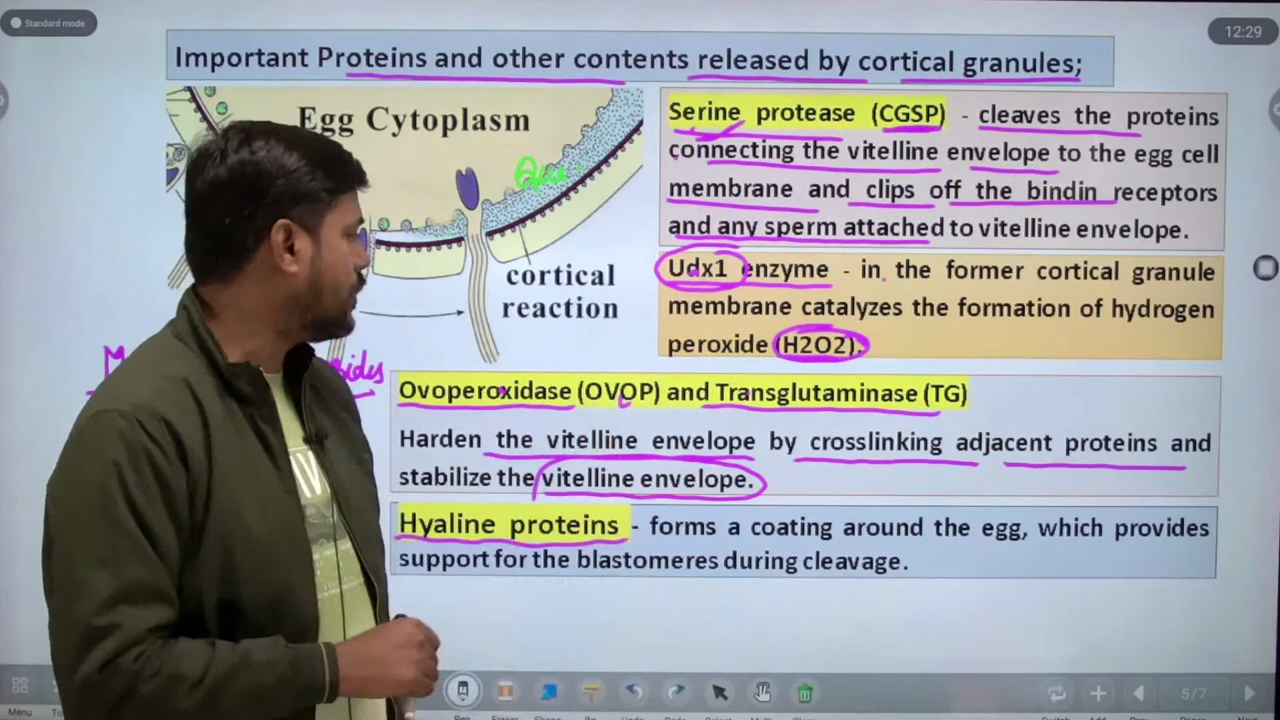 Standard mode
12:29
Important Proteins and other contents released by cortical granules;
Egg Cytoplasm
cortical
reaction
Serine protease (CGSP) - cleaves the proteins
connecting the vitelline envelope to the egg cell
membrane and clips off the bindin receptors
and any sperm attached to vitelline envelope.
Udx1 enzyme - in the former cortical granule
membrane catalyzes the formation of hydrogen
peroxide (H2O2).
Ovoperoxidase (OVOP) and Transglutaminase (TG)
Harden the vitelline envelope by crosslinking adjacent proteins and
stabilize the vitelline envelope.
Hyaline proteins - forms a coating around the egg, which provides
support for the blastomeres during cleavage.
Menu
5/7